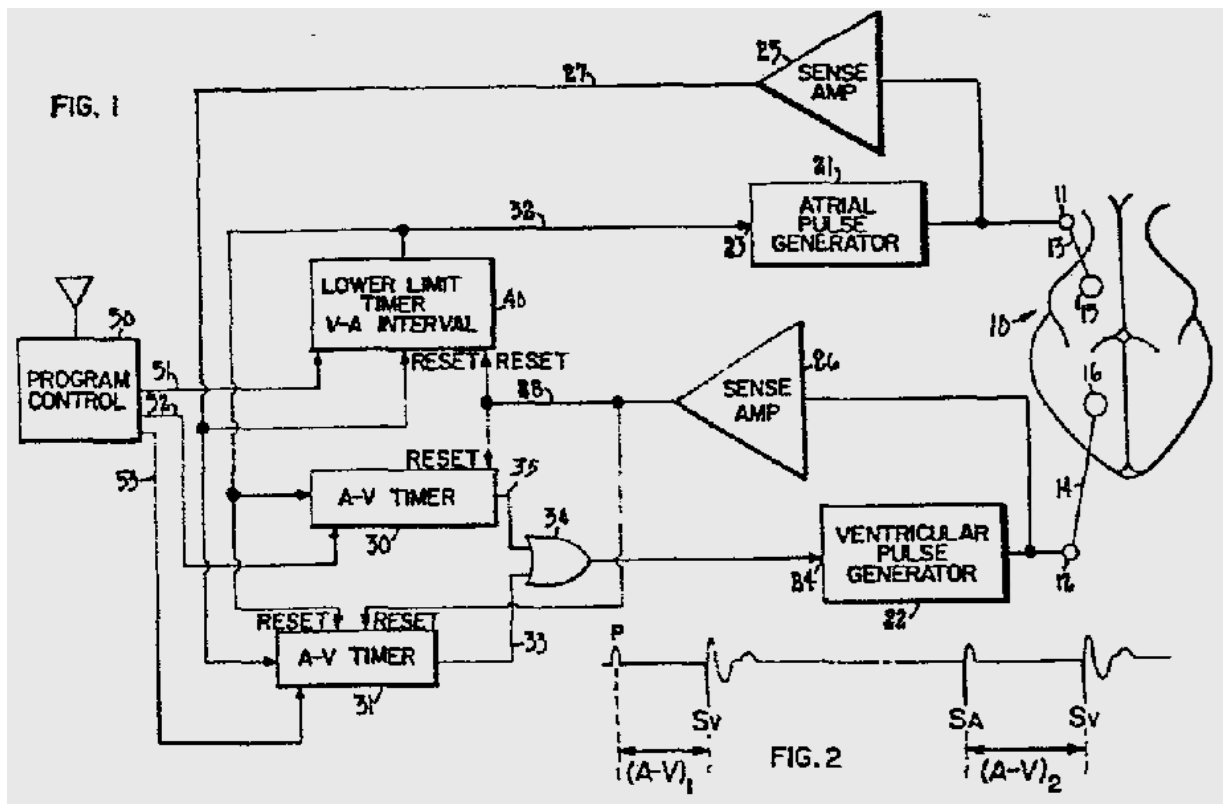 FIG. 1
27
25
SENSE
AMP
21
ATRIAL
PULSE
GENERATOR
23
32
11
13
15
10
LOWER LIMIT
TIMER
V-A INTERVAL
40
RESET RESET
50
PROGRAM
CONTROL
51
52
53
28
26
SENSE
AMP
16
14
RESET
A-V TIMER
30
35
34
24
VENTRICULAR
PULSE
GENERATOR
22
12
RESET RESET
A-V TIMER
31
33
P
SV
SA
SV
(A-V)1
FIG. 2
(A-V)2